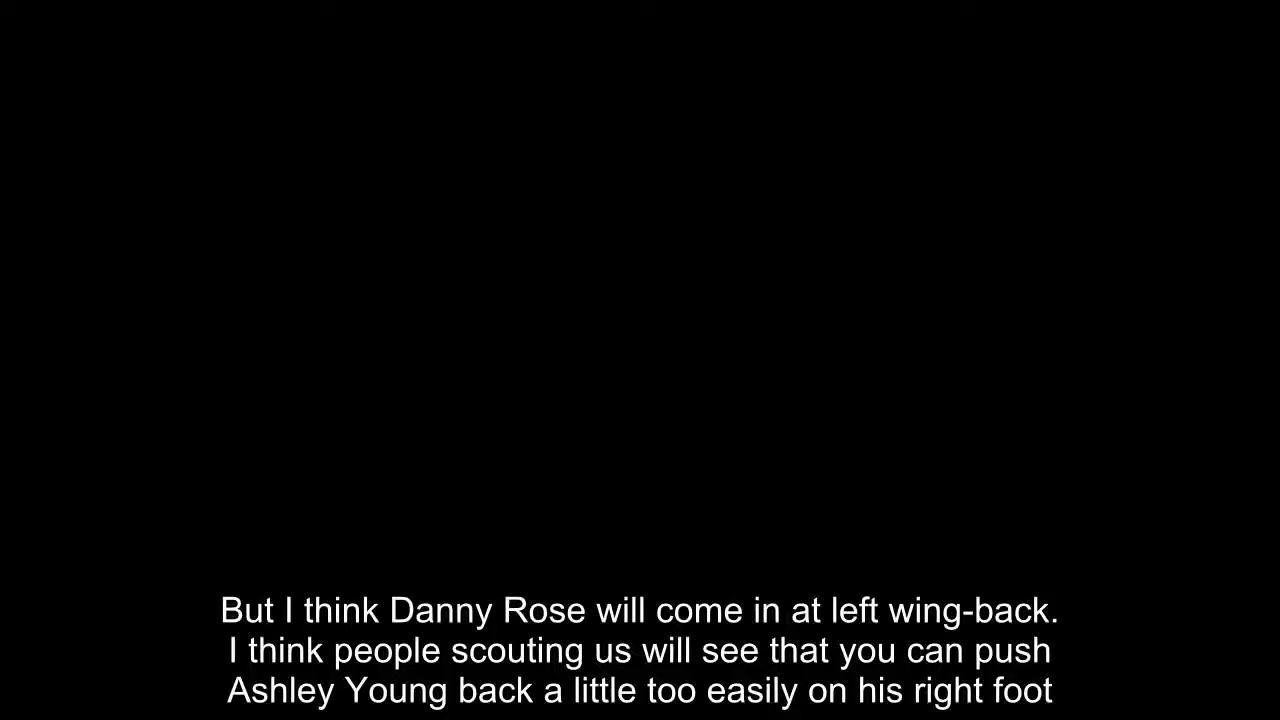 But I think Danny Rose will come in at left wing-back.
I think people scouting us will see that you can push
Ashley Young back a little too easily on his right foot